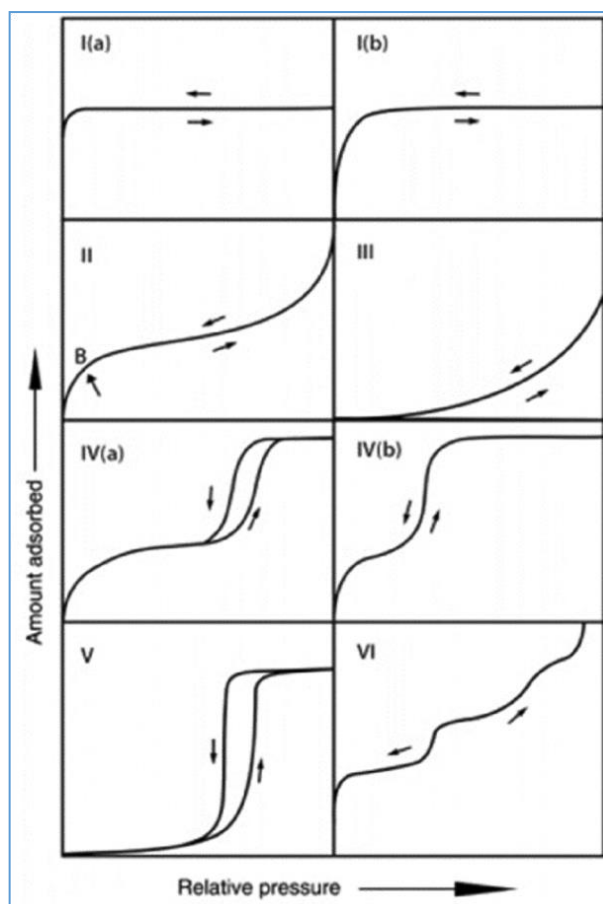 I(a)
I(b)
II
III
B
IV(a)
IV(b)
V
VI
Amount adsorbed
Relative pressure